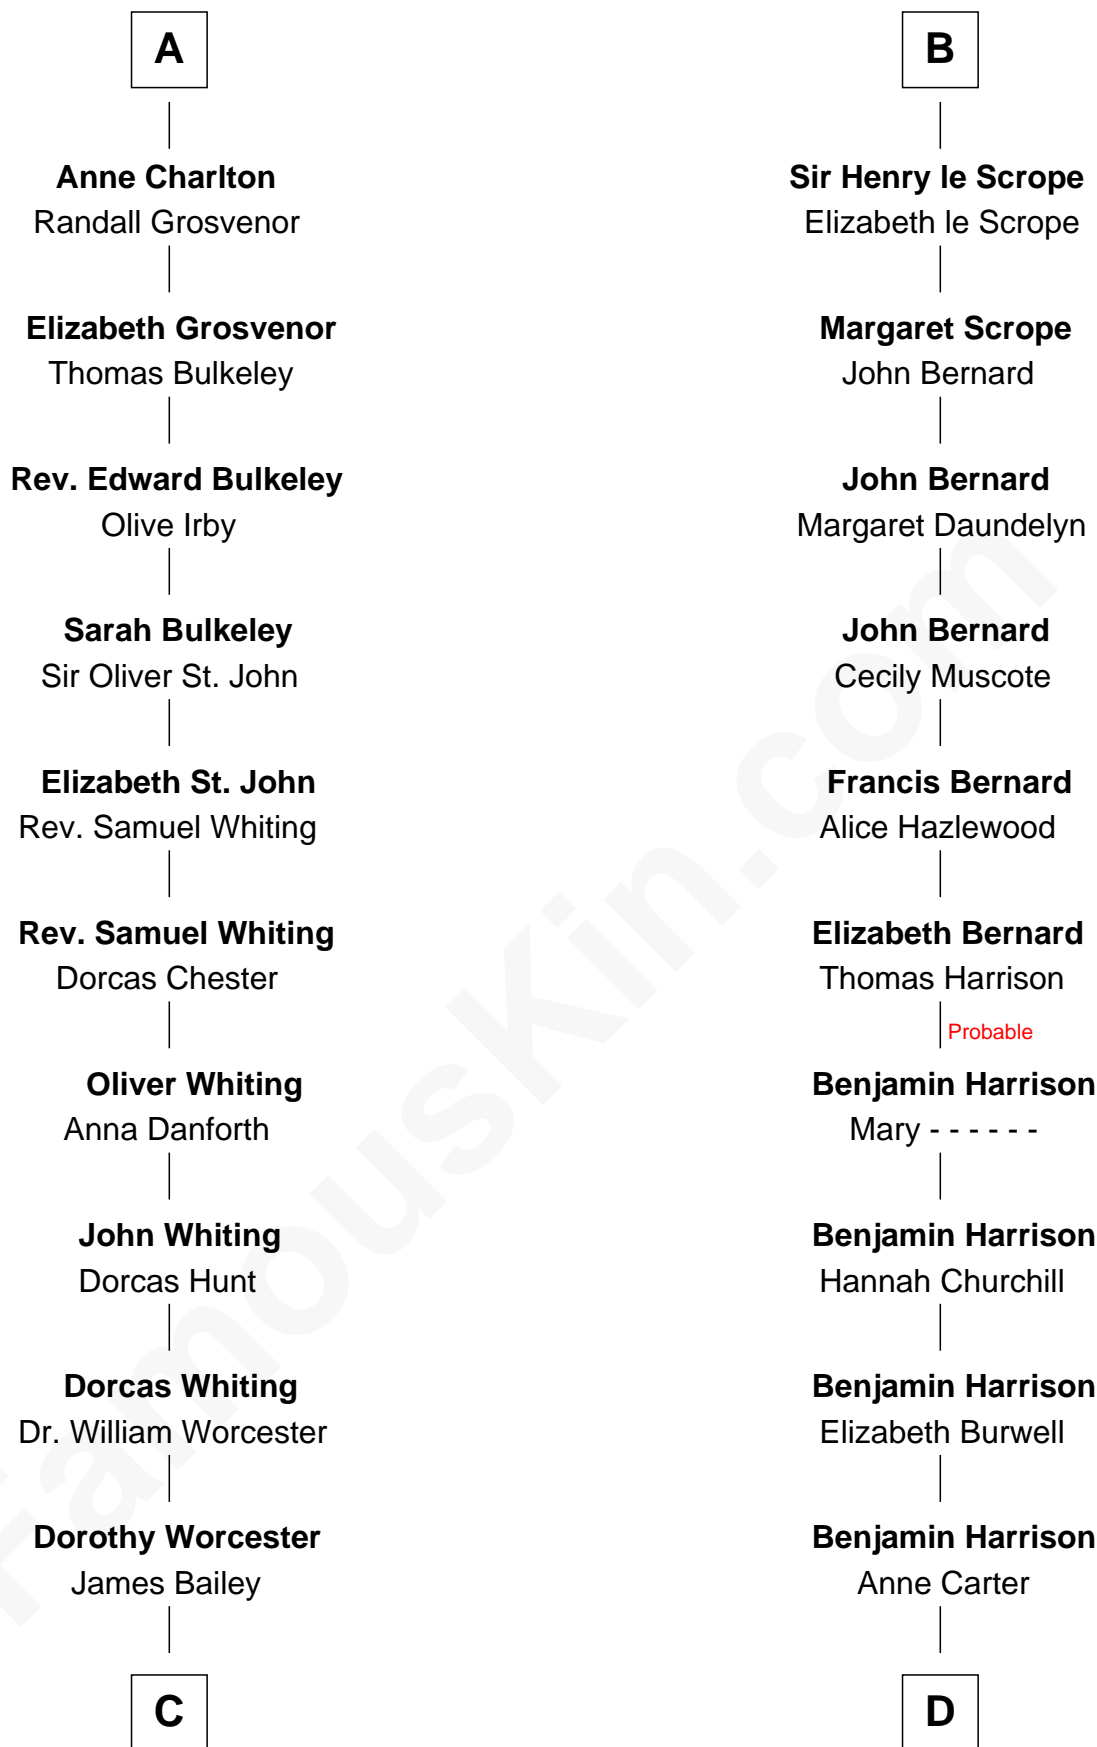 A
Anne Charlton
Randall Grosvenor
Elizabeth Grosvenor
Thomas Bulkeley
Rev. Edward Bulkeley
Olive Irby
Sarah Bulkeley
Sir Oliver St. John
Elizabeth St. John
Rev. Samuel Whiting
Rev. Samuel Whiting
Dorcas Chester
Oliver Whiting
Anna Danforth
John Whiting
Dorcas Hunt
Dorcas Whiting
Dr. William Worcester
Dorothy Worcester
James Bailey
C
B
Sir Henry le Scrope
Elizabeth le Scrope
Margaret Scrope
John Bernard
John Bernard
Margaret Daundelyn
John Bernard
Cecily Muscote
Francis Bernard
Alice Hazlewood
Elizabeth Bernard
Thomas Harrison
Probable
Benjamin Harrison
Mary - - - - - -
Benjamin Harrison
Hannah Churchill
Benjamin Harrison
Elizabeth Burwell
Benjamin Harrison
Anne Carter
D
FamousKin.com